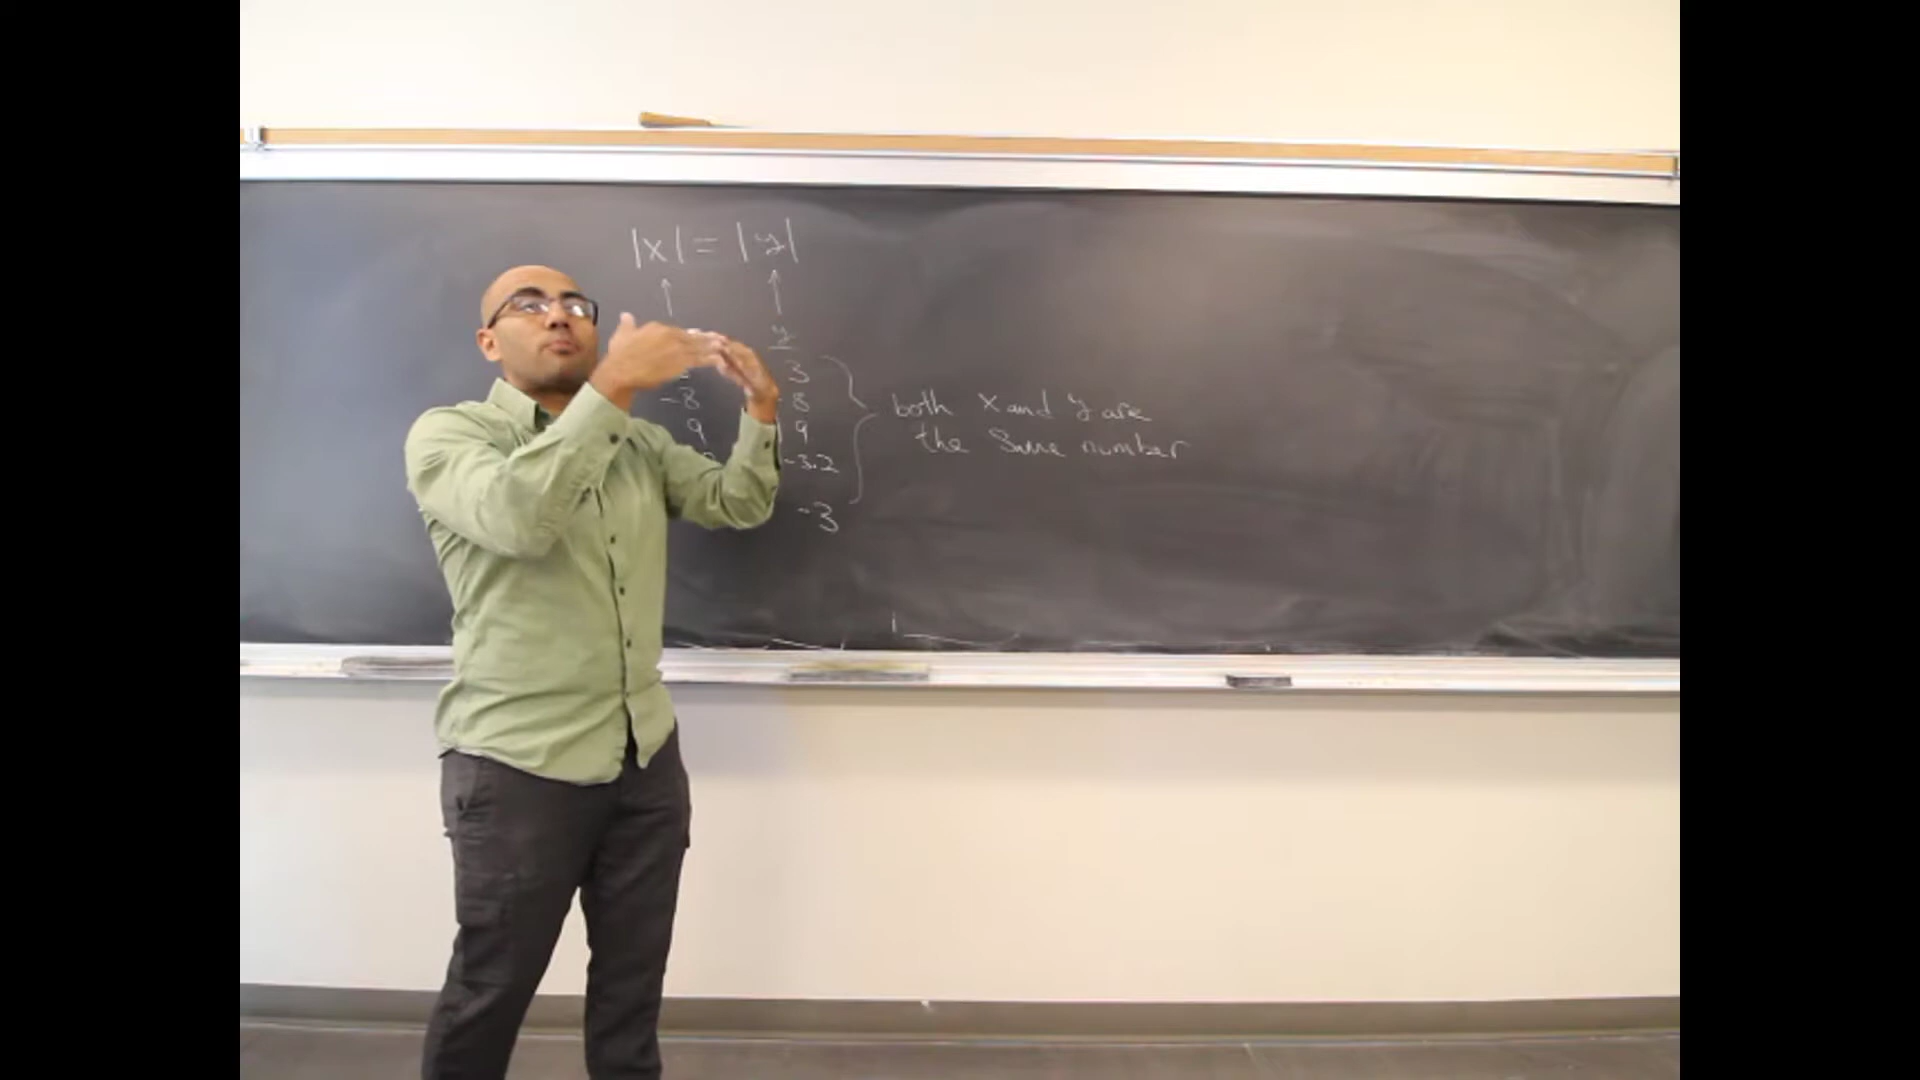 |x| = |y|
y
3
-8 8
9 9
-3.2
-3
both x and y are
the same number